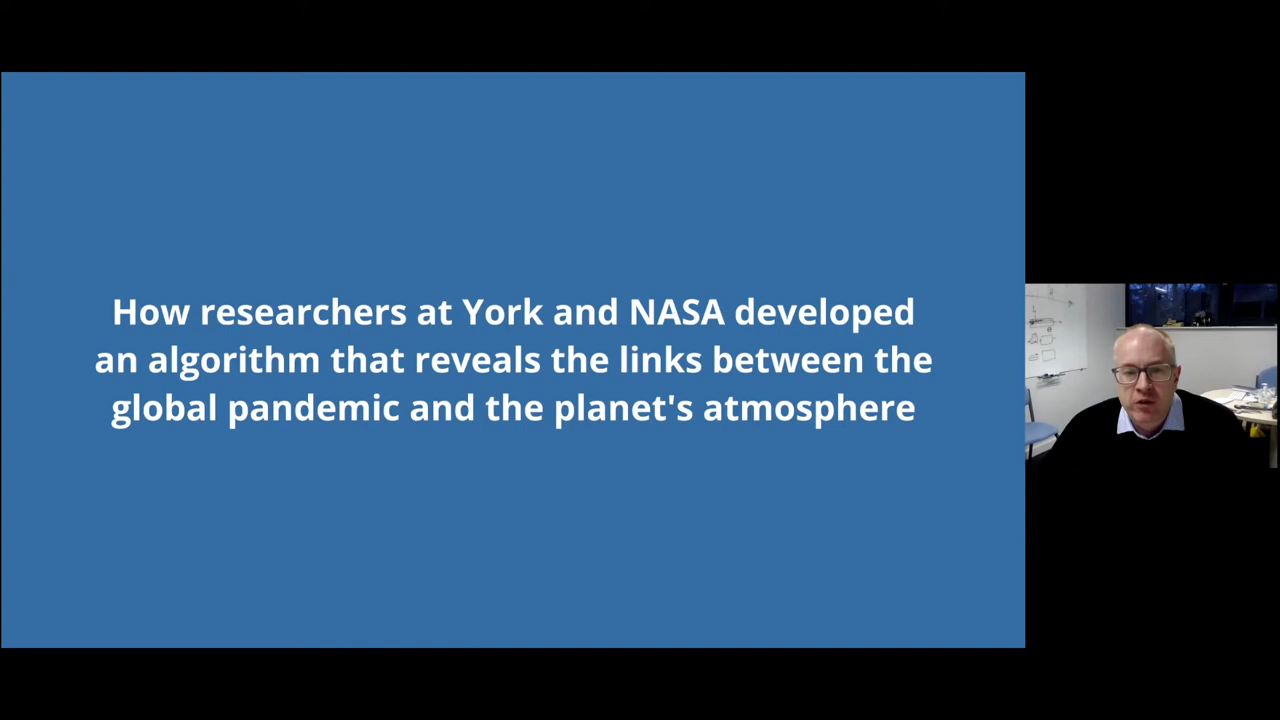 How researchers at York and NASA developed
an algorithm that reveals the links between the
global pandemic and the planet's atmosphere